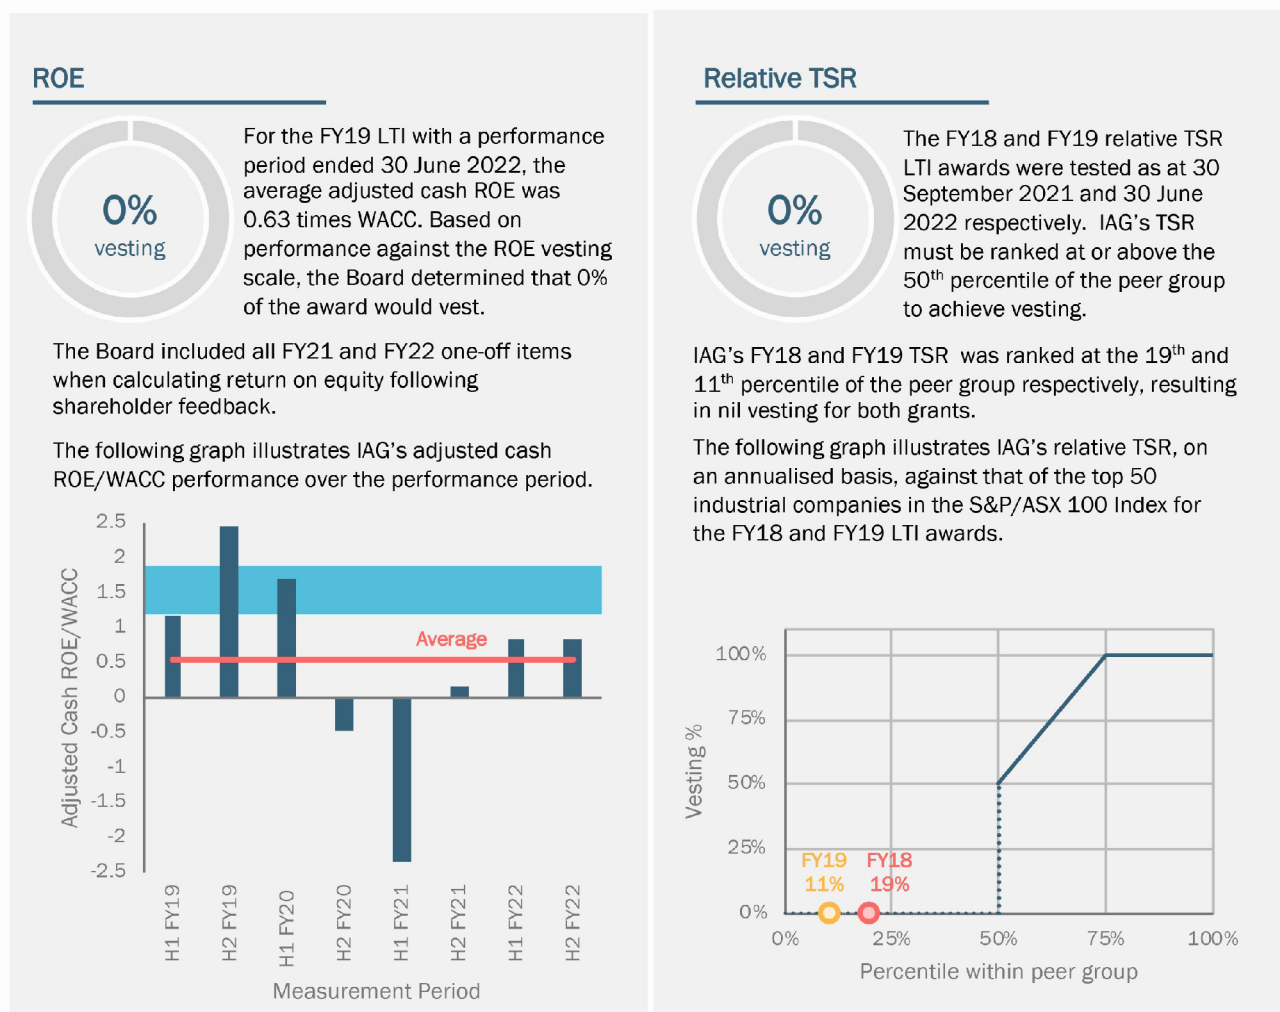 ROE
0%
vesting
For the FY19 LTI with a performance
period ended 30 June 2022, the
average adjusted cash ROE was
0.63 times WACC. Based on
performance against the ROE vesting
scale, the Board determined that 0%
of the award would vest.
The Board included all FY21 and FY22 one-off items
when calculating return on equity following
shareholder feedback.
The following graph illustrates IAG's adjusted cash
ROE/WACC performance over the performance period.
Adjusted Cash ROE/WACC
2.5
2
1.5
1
0.5
0
-0.5
-1
-1.5
-2
-2.5
Average
H1 FY19
H2 FY19
H1 FY20
H2 FY20
H1 FY21
H2 FY21
H1 FY22
H2 FY22
Measurement Period
Relative TSR
0%
vesting
The FY18 and FY19 relative TSR
LTI awards were tested as at 30
September 2021 and 30 June
2022 respectively.  IAG's TSR
must be ranked at or above the
50th percentile of the peer group
to achieve vesting.
IAG's FY18 and FY19 TSR  was ranked at the 19th and
11th percentile of the peer group respectively, resulting
in nil vesting for both grants.
The following graph illustrates IAG's relative TSR, on
an annualised basis, against that of the top 50
industrial companies in the S&P/ASX 100 Index for
the FY18 and FY19 LTI awards.
Vesting %
100%
75%
50%
25%
0%
FY19
11%
FY18
19%
0%
25%
50%
75%
100%
Percentile within peer group